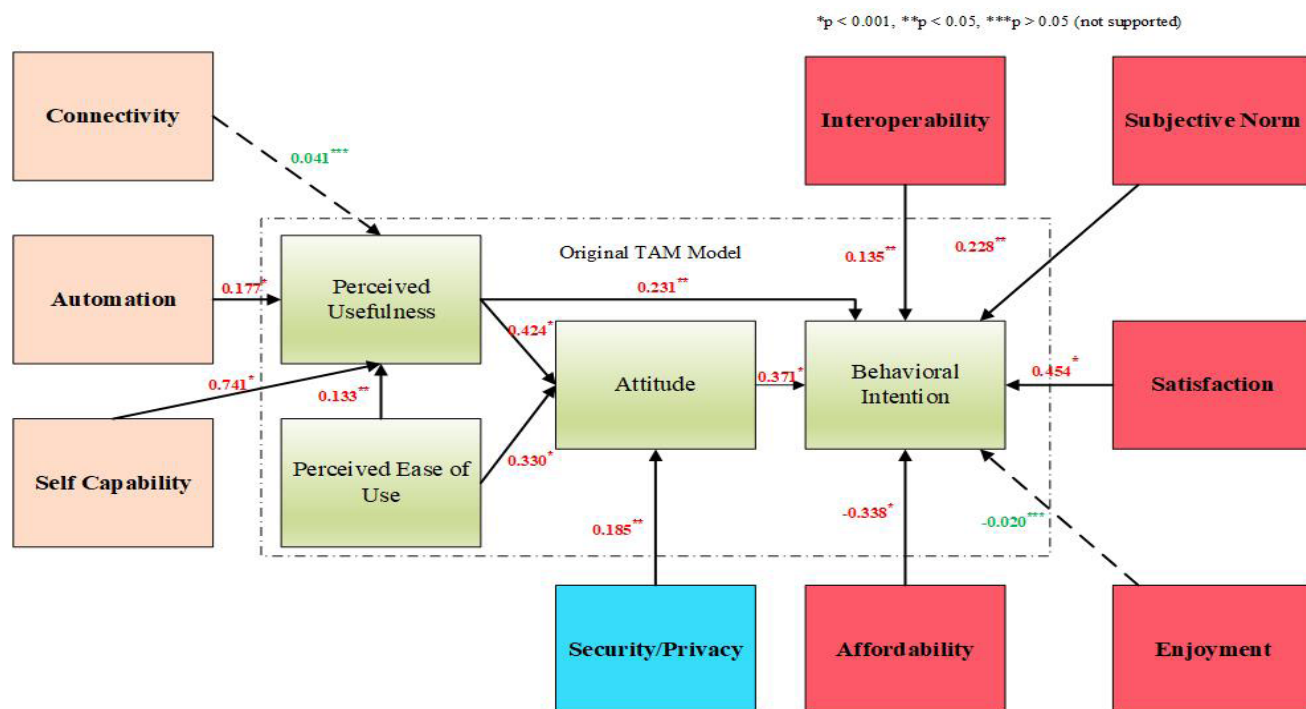 *p < 0.001, **p < 0.05, ***p > 0.05 (not supported)
Connectivity
Interoperability
Subjective Norm
0.041***
Original TAM Model
0.135**
0.228**
Automation
0.177*
Perceived
Usefulness
0.231**
0.424*
0.741*
0.133**
Attitude
0.371*
Behavioral
Intention
0.454*
Satisfaction
Self Capability
Perceived Ease of
Use
0.330*
0.185**
-0.338*
-0.020***
Security/Privacy
Affordability
Enjoyment